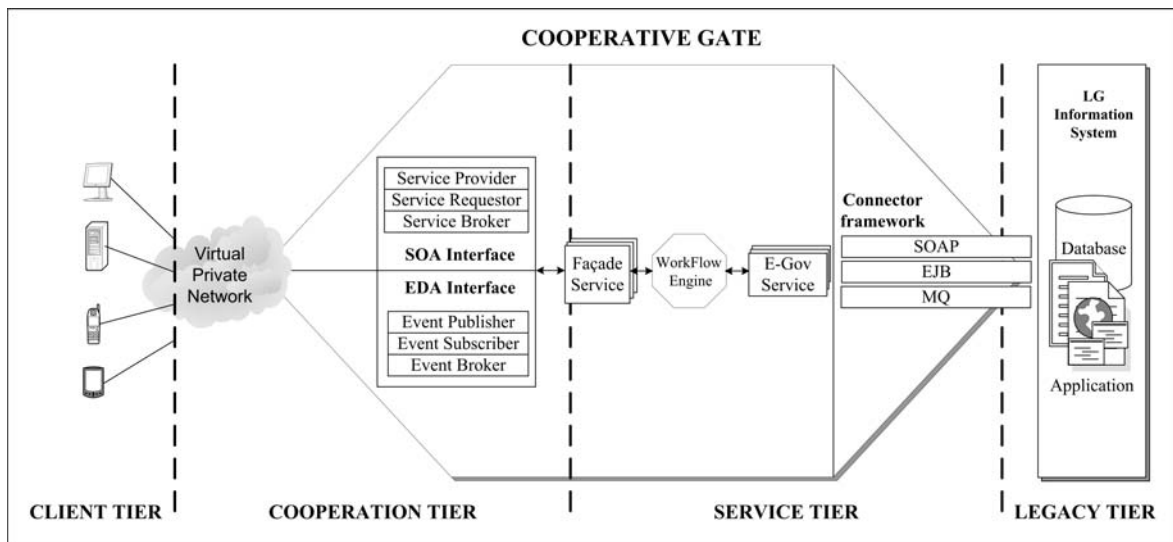 COOPERATIVE GATE
Virtual
Private
Network
Service Provider
Service Requestor
Service Broker
SOA Interface
EDA Interface
Event Publisher
Event Subscriber
Event Broker
Façade
Service
WorkFlow
Engine
E-Gov
Service
Connector
framework
SOAP
EJB
MQ
LG
Information
System
Database
Application
CLIENT TIER
COOPERATION TIER
SERVICE TIER
LEGACY TIER